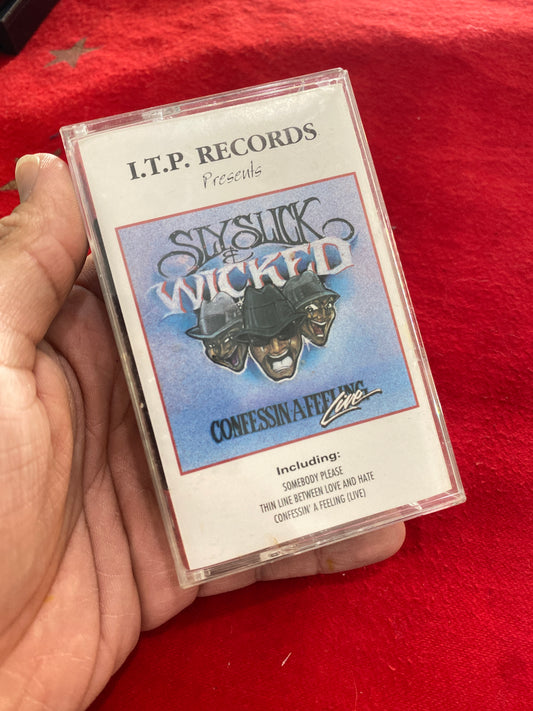 I.T.P. RECORDS
Presents
SLY SLICK
&
WICKED
CONFESSIN A FEELING
Live
Including:
SOMEBODY PLEASE
THIN LINE BETWEEN LOVE AND HATE
CONFESSIN' A FEELING (LIVE)